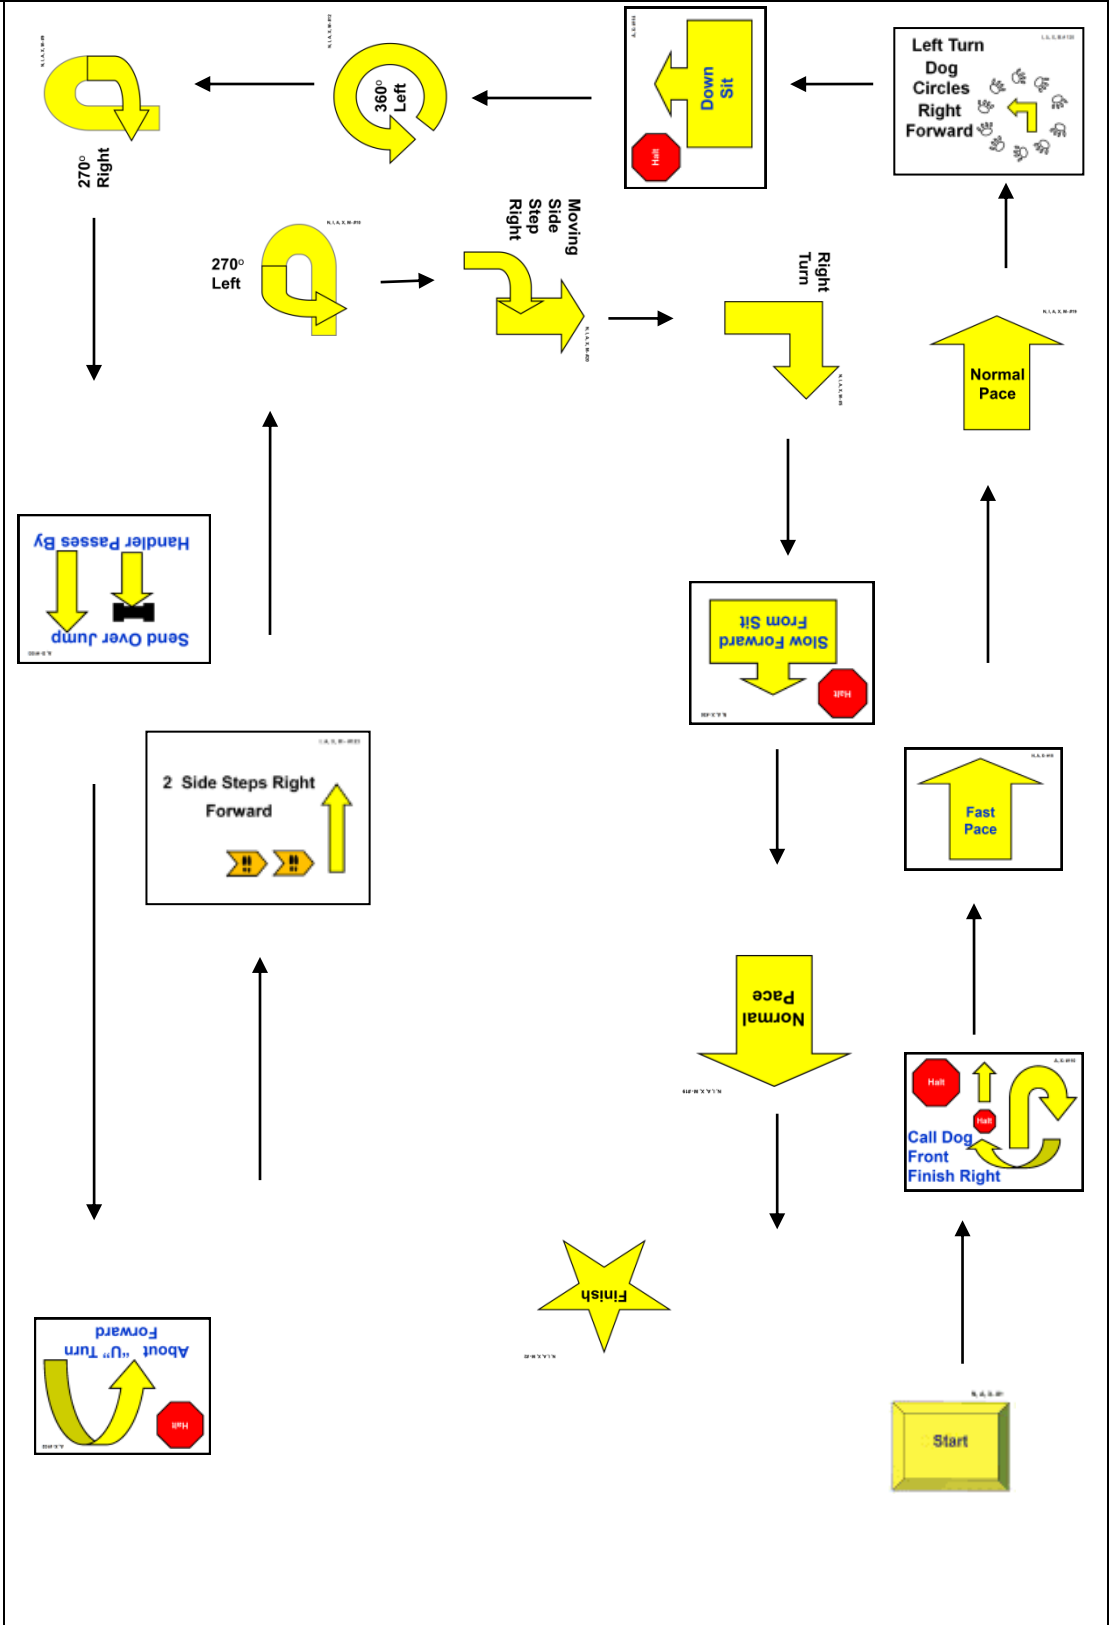 Left Turn
Dog
Circles
Right
Forward
Halt
Down
Sit
360°
Left
270°
Right
270°
Left
Moving
Side
Step
Right
Right
Turn
Normal
Pace
Send Over Jump
Handler Passes By
Halt
Slow Forward
From Sit
2 Side Steps Right
Forward
Fast
Pace
Normal
Pace
Halt
Halt
Call Dog
Front
Finish Right
Finish
Halt
About "U" Turn
Forward
Start